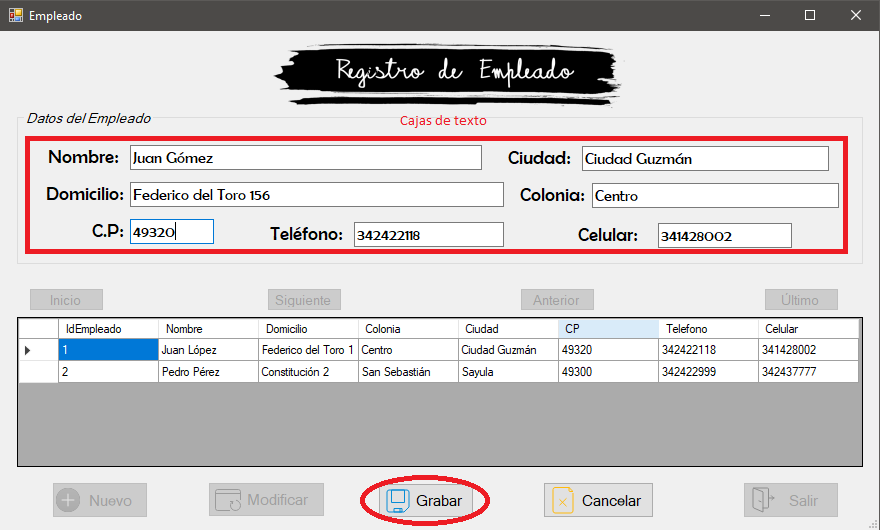 Empleado
Registro de Empleado
Datos del Empleado
Cajas de texto
Nombre: Juan Gómez Ciudad: Ciudad Guzmán
Domicilio: Federico del Toro 156 Colonia: Centro
C.P: 49320 Teléfono: 342422118 Celular: 341428002
Inicio Siguiente Anterior Último
IdEmpleado Nombre Domicilio Colonia Ciudad CP Telefono Celular
1 Juan López Federico del Toro 1 Centro Ciudad Guzmán 49320 342422118 341428002
2 Pedro Pérez Constitución 2 San Sebastián Sayula 49300 342422999 342437777
Nuevo Modificar Grabar Cancelar Salir